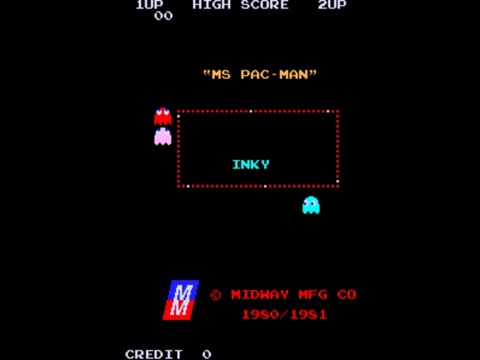 1UP HIGH SCORE 2UP
00
"MS PAC-MAN"
INKY
MM
© MIDWAY MFG CO
1980/1981
CREDIT 0